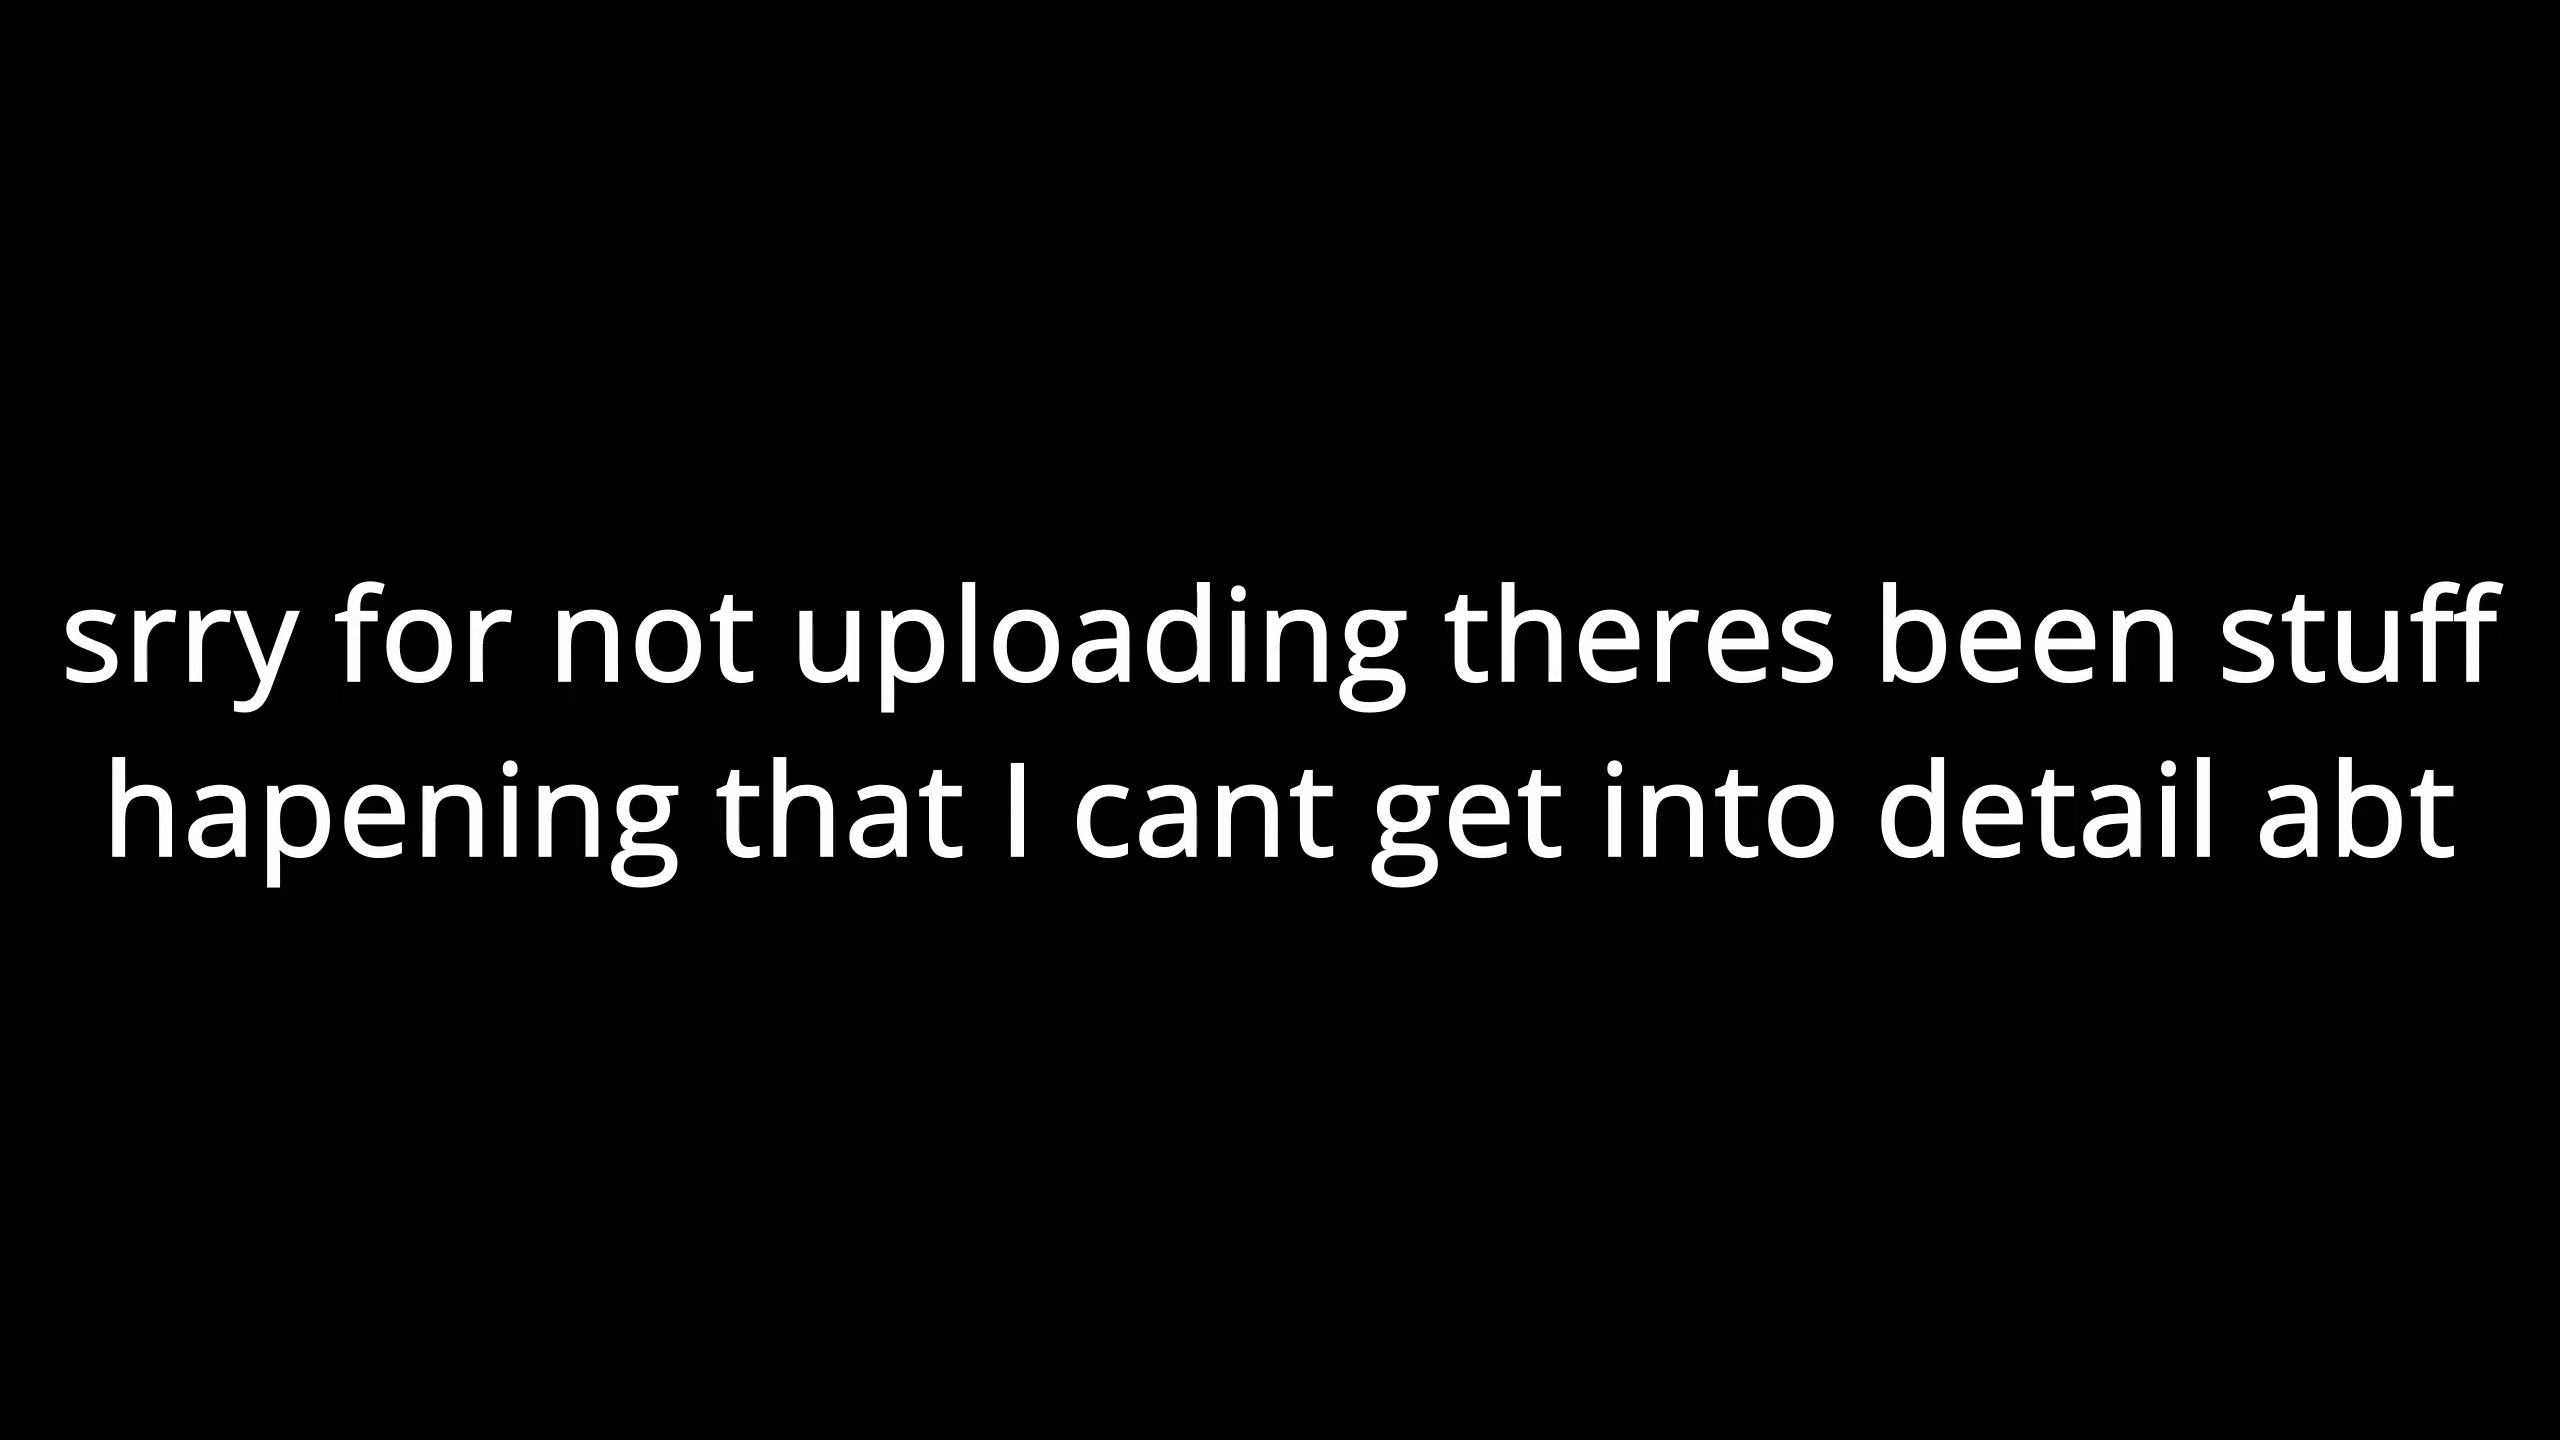 srry for not uploading theres been stuff
hapening that I cant get into detail abt